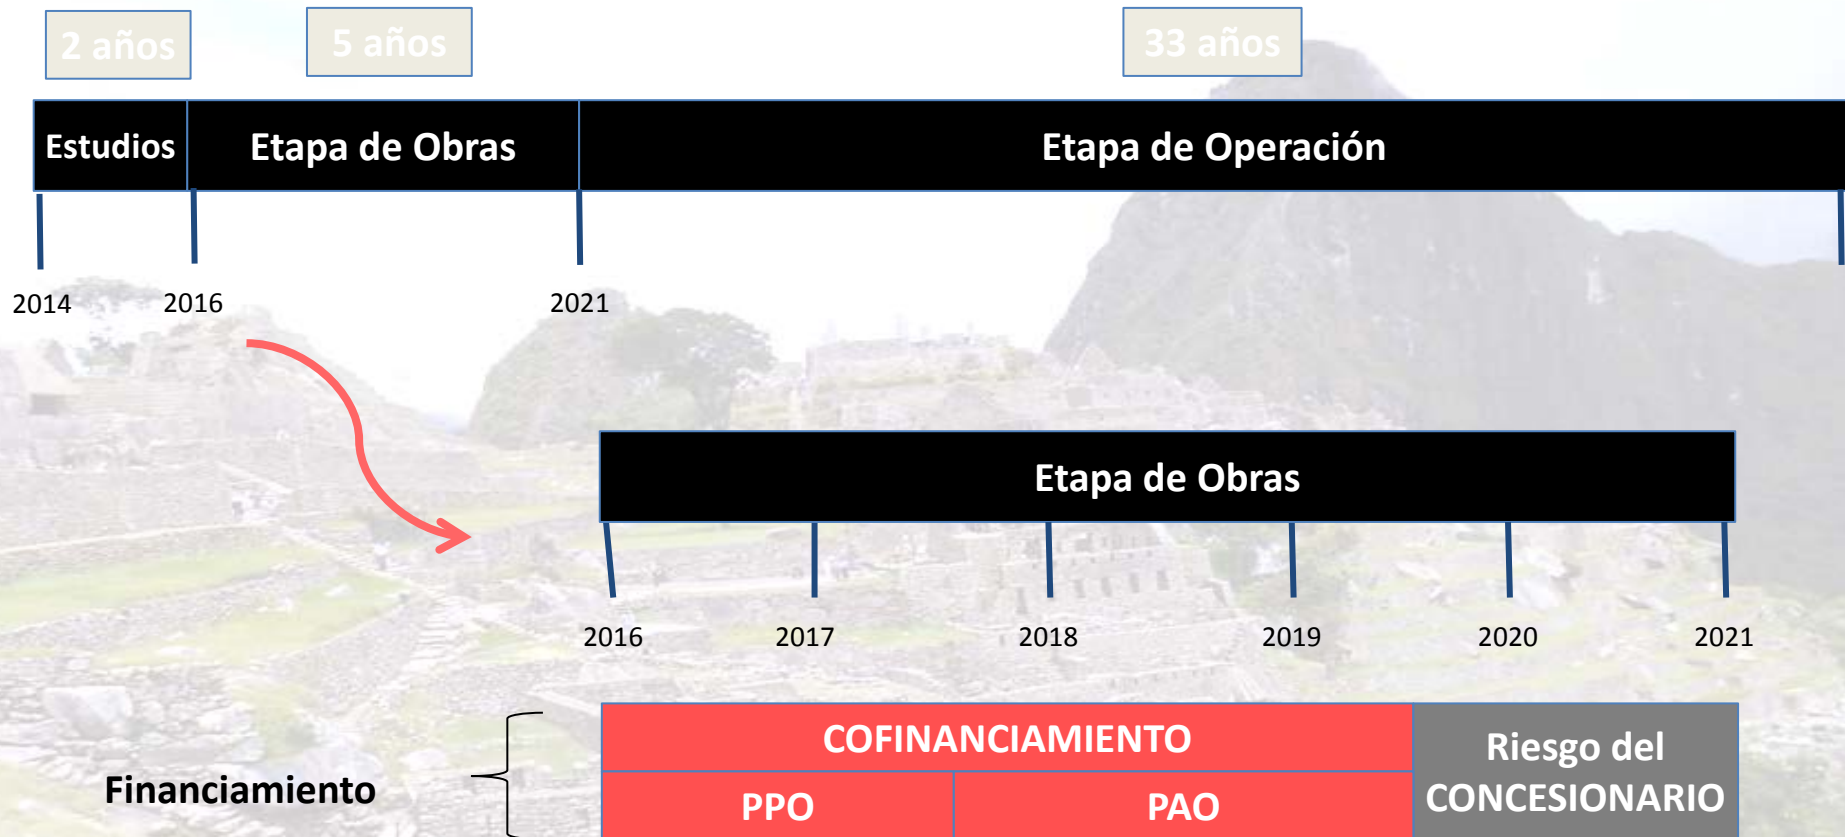 2 años
5 años
33 años
Estudios
Etapa de Obras
Etapa de Operación
2014
2016
2021
Etapa de Obras
2016
2017
2018
2019
2020
2021
Financiamiento
COFINANCIAMIENTO
PPO
PAO
Riesgo del
CONCESIONARIO